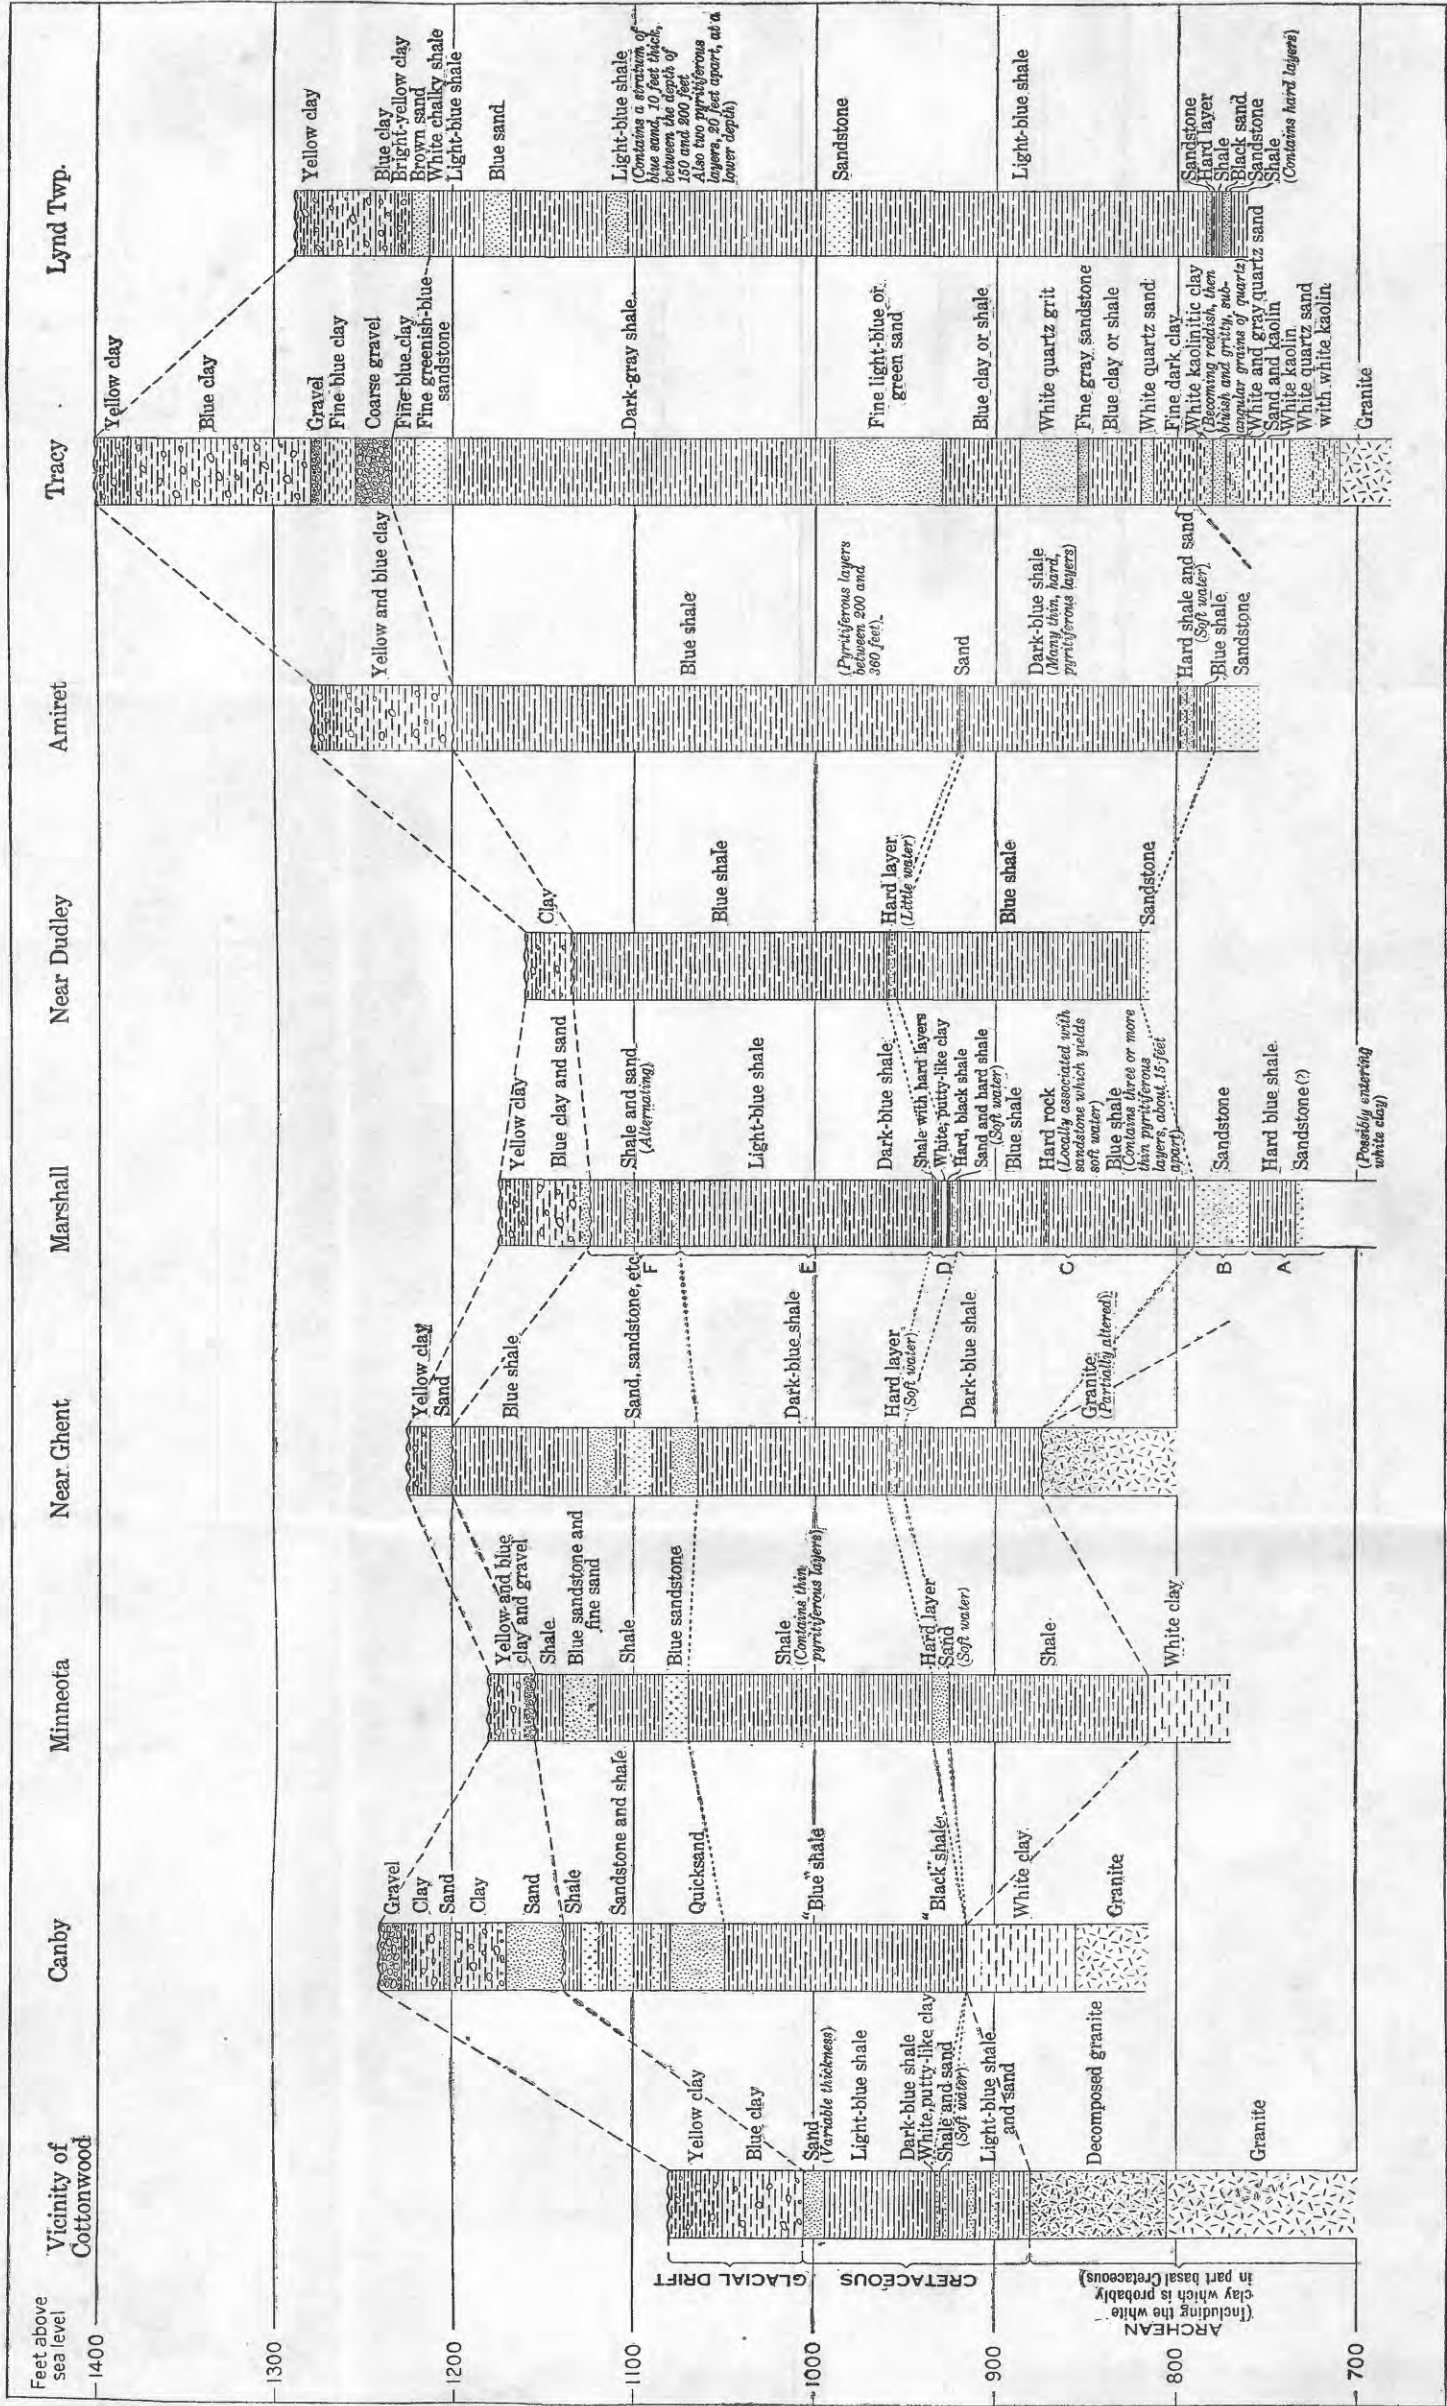 Feet above
sea level
1400
1300
1200
1100
1000
900
800
700
Vicinity of
Cottonwood
GLACIAL DRIFT
CRETACEOUS
ARCHEAN
(Including the white
clay which is probably
in part basal Cretaceous)
Yellow clay
Blue clay
Sand
(Variable thickness)
Light-blue shale
Dark-blue shale
White, putty-like clay
Shale and sand
(Soft water)
Light-blue shale
and sand
Decomposed granite
Granite
Canby
Gravel
Clay
Sand
Clay
Sand
Shale
Sandstone and shale
Quicksand
"Blue" shale
"Black" shale
White clay
Granite
Minneota
Yellow and blue
clay and gravel
Shale
Blue sandstone and
fine sand
Shale
Blue sandstone
Shale
(Contains thin
pyritiferous layers)
Hard layer
Sand
(Soft water)
Shale
White clay
Near Ghent
Yellow clay
Sand
Blue shale
Sand, sandstone, etc.
Dark-blue shale
Hard layer
(Soft water)
Dark-blue shale
Granite
(Partially altered)
Marshall
F
E
D
C
B
A
Yellow clay
Blue clay and sand
Shale and sand
(Alternating)
Light-blue shale
Dark-blue shale
Shale with hard layers
White, putty-like clay
Hard, black shale
Sand and hard shale
(Soft water)
Blue shale
Hard rock
(Locally associated with
sandstone which yields
soft water)
Blue shale
(Contains three or more
thin pyritiferous
layers, about 15 feet
apart)
Sandstone
Hard blue shale
Sandstone (?)
(Possibly entering
white clay)
Near Dudley
Clay
Blue shale
Hard layer
(Little water)
Blue shale
Sandstone
Amiret
Yellow and blue clay
Blue shale
(Pyritiferous layers
between 200 and
360 feet)
Sand
Dark-blue shale
(Many thin, hard,
pyritiferous layers)
Hard shale and sand
(Soft water)
Blue shale
Sandstone
Tracy
Yellow clay
Blue clay
Gravel
Fine blue clay
Coarse gravel
Fine blue clay
Fine greenish-blue
sandstone
Dark-gray shale
Fine light-blue or
green sand
Blue clay or shale
White quartz grit
Fine gray sandstone
Blue clay or shale
White quartz sand
Fine dark clay
White kaolinitic clay
(Becoming reddish, then
bluish and gritty, sub-
angular grains of quartz)
White and gray quartz sand
Sand and kaolin
White kaolin
White quartz sand
with white kaolin
Granite
Lynd Twp.
Yellow clay
Blue clay
Bright-yellow clay
Brown sand
White chalky shale
Light-blue shale
Blue sand
Light-blue shale
(Contains a stratum of
blue sand, 10 feet thick,
between the depth of
150 and 200 feet
Also two pyritiferous
layers, 20 feet apart, at a
lower depth)
Sandstone
Light-blue shale
Sandstone
Hard layer
Shale
Black sand
Sandstone
Shale
(Contains hard layers)